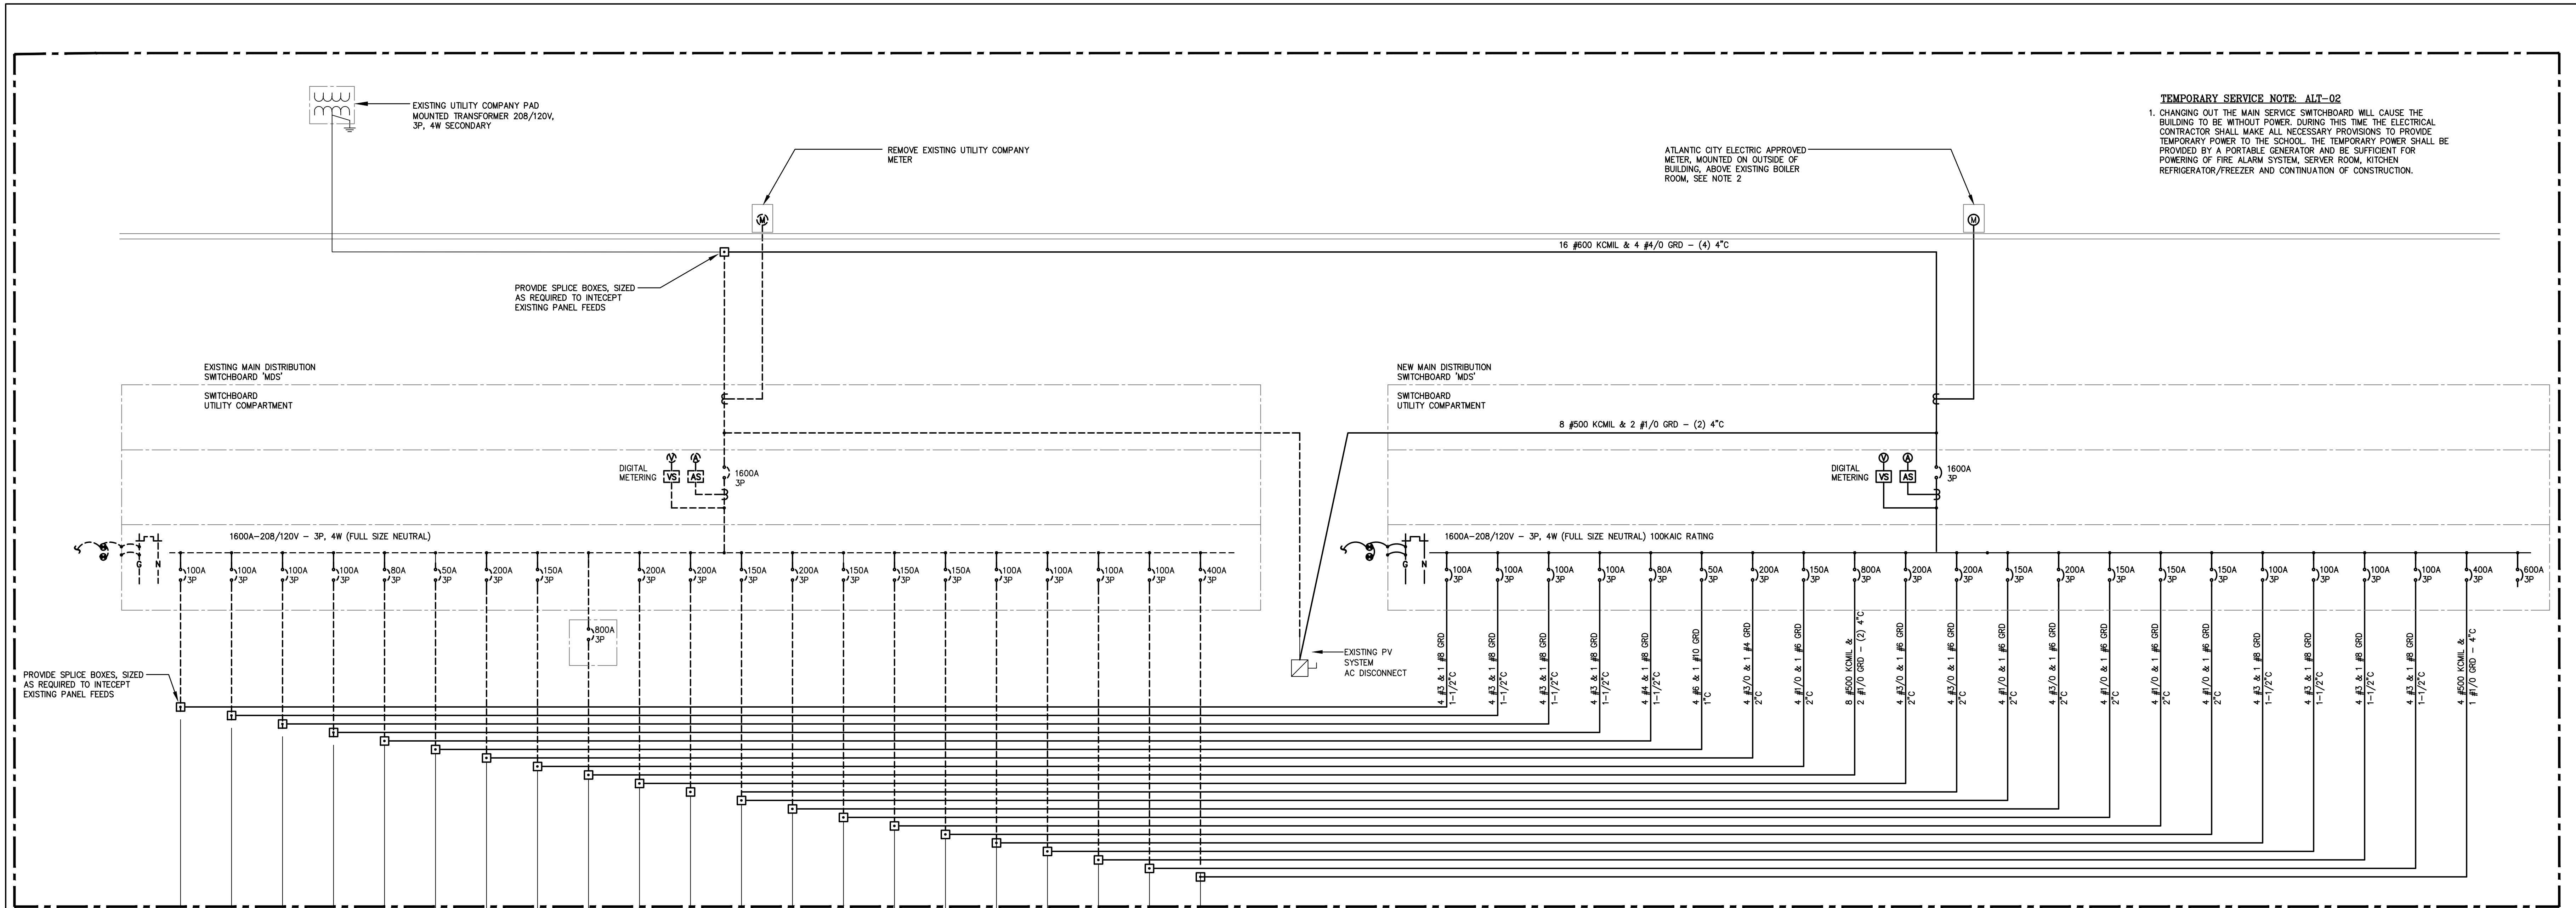 TEMPORARY SERVICE NOTE: ALT-02
1. CHANGING OUT THE MAIN SERVICE SWITCHBOARD WILL CAUSE THE
BUILDING TO BE WITHOUT POWER. DURING THIS TIME THE ELECTRICAL
CONTRACTOR SHALL MAKE ALL NECESSARY PROVISIONS TO PROVIDE
TEMPORARY POWER TO THE SCHOOL. THE TEMPORARY POWER SHALL BE
PROVIDED BY A PORTABLE GENERATOR AND BE SUFFICIENT FOR
POWERING OF FIRE ALARM SYSTEM, SERVER ROOM, KITCHEN
REFRIGERATOR/FREEZER AND CONTINUATION OF CONSTRUCTION.
EXISTING UTILITY COMPANY PAD
MOUNTED TRANSFORMER 208/120V,
3P, 4W SECONDARY
REMOVE EXISTING UTILITY COMPANY
METER
ATLANTIC CITY ELECTRIC APPROVED
METER, MOUNTED ON OUTSIDE OF
BUILDING, ABOVE EXISTING BOILER
ROOM, SEE NOTE 2
M
M
16 #600 KCMIL & 4 #4/0 GRD - (4) 4"C
PROVIDE SPLICE BOXES, SIZED
AS REQUIRED TO INTECEPT
EXISTING PANEL FEEDS
EXISTING MAIN DISTRIBUTION
SWITCHBOARD 'MDS'
SWITCHBOARD
UTILITY COMPARTMENT
NEW MAIN DISTRIBUTION
SWITCHBOARD 'MDS'
SWITCHBOARD
UTILITY COMPARTMENT
8 #500 KCMIL & 2 #1/0 GRD - (2) 4"C
DIGITAL
METERING
V
A
VS
AS
1600A
3P
DIGITAL
METERING
V
A
VS
AS
1600A
3P
1600A-208/120V - 3P, 4W (FULL SIZE NEUTRAL)
G
N
100A
3P
100A
3P
100A
3P
100A
3P
80A
3P
50A
3P
200A
3P
150A
3P
800A
3P
200A
3P
200A
3P
150A
3P
200A
3P
150A
3P
150A
3P
150A
3P
100A
3P
100A
3P
100A
3P
100A
3P
400A
3P
1600A-208/120V - 3P, 4W (FULL SIZE NEUTRAL) 100KAIC RATING
G
N
100A
3P
100A
3P
100A
3P
100A
3P
80A
3P
50A
3P
200A
3P
150A
3P
800A
3P
200A
3P
200A
3P
150A
3P
200A
3P
150A
3P
150A
3P
150A
3P
100A
3P
100A
3P
100A
3P
100A
3P
400A
3P
600A
3P
EXISTING PV
SYSTEM
AC DISCONNECT
PROVIDE SPLICE BOXES, SIZED
AS REQUIRED TO INTECEPT
EXISTING PANEL FEEDS
4 #3 & 1 #8 GRD
1-1/2"C
4 #3 & 1 #8 GRD
1-1/2"C
4 #3 & 1 #8 GRD
1-1/2"C
4 #3 & 1 #8 GRD
1-1/2"C
4 #4 & 1 #8 GRD
1-1/2"C
4 #6 & 1 #10 GRD
1"C
4 #3/0 & 1 #4 GRD
2"C
4 #1/0 & 1 #6 GRD
2"C
8 #500 KCMIL &
2 #1/0 GRD - (2) 4"C
4 #3/0 & 1 #6 GRD
2"C
4 #3/0 & 1 #6 GRD
2"C
4 #1/0 & 1 #6 GRD
2"C
4 #3/0 & 1 #6 GRD
2"C
4 #1/0 & 1 #6 GRD
2"C
4 #1/0 & 1 #6 GRD
2"C
4 #1/0 & 1 #6 GRD
2"C
4 #3 & 1 #8 GRD
1-1/2"C
4 #3 & 1 #8 GRD
1-1/2"C
4 #3 & 1 #8 GRD
1-1/2"C
4 #3 & 1 #8 GRD
1-1/2"C
4 #500 KCMIL &
1 #1/0 GRD - 4"C